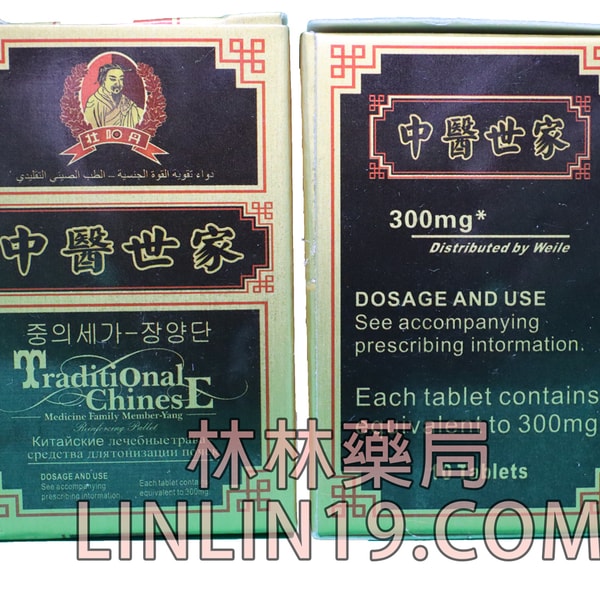 壮阳丹
دواء تقوية القوة الجنسية – الطب الصيني التقليدي
中醫世家
중의세가-장양단
Traditional
Chinese
Medicine Family Member-Yang
Reinforcing Pellet
Китайские лечебные
средства для тонизации
DOSAGE AND USE
See accompanying
prescribing information.
Each tablet contains
equivalent to 300mg.
中醫世家
300mg*
Distributed by Weile
DOSAGE AND USE
See accompanying
prescribing information.
Each tablet contains
equivalent to 300mg
10 Tablets
林林藥局
LINLIN19.COM